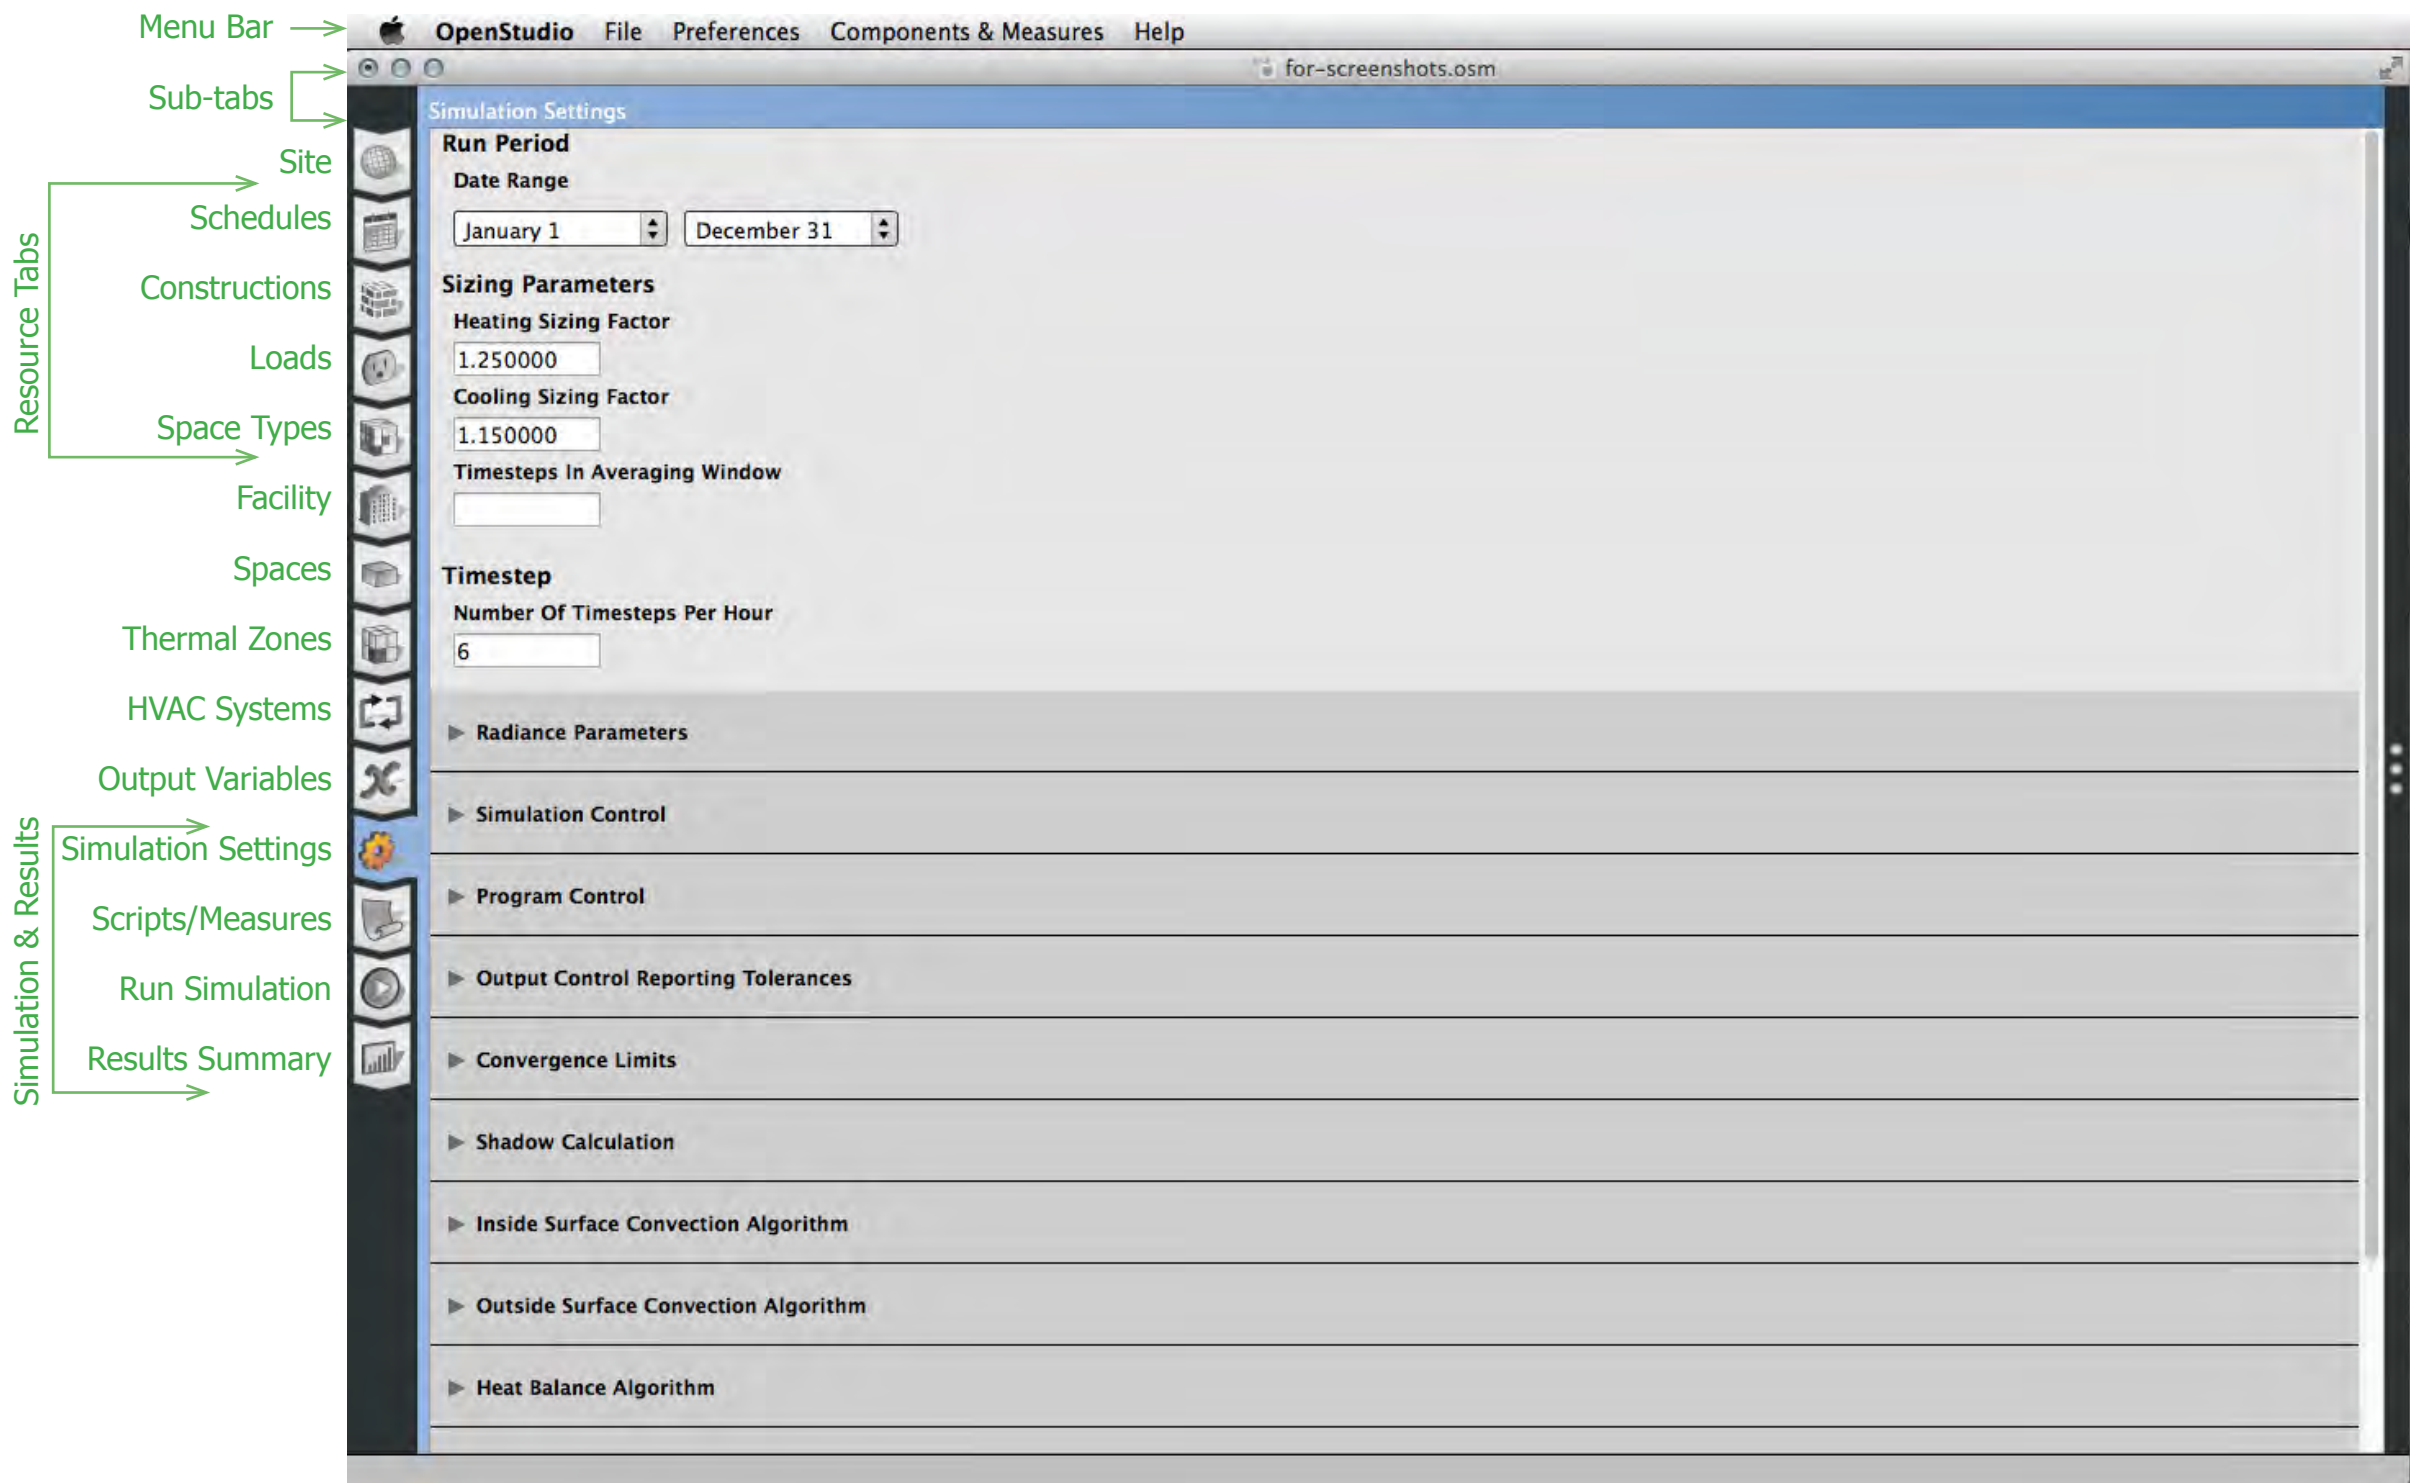 Menu Bar
OpenStudio File Preferences Components & Measures Help
for-screenshots.osm
Sub-tabs
Simulation Settings
Resource Tabs
Site
Schedules
Constructions
Loads
Space Types
Facility
Spaces
Thermal Zones
HVAC Systems
Output Variables
Simulation & Results
Simulation Settings
Scripts/Measures
Run Simulation
Results Summary
Run Period
Date Range
January 1 December 31
Sizing Parameters
Heating Sizing Factor
1.250000
Cooling Sizing Factor
1.150000
Timesteps In Averaging Window
Timestep
Number Of Timesteps Per Hour
6
Radiance Parameters
Simulation Control
Program Control
Output Control Reporting Tolerances
Convergence Limits
Shadow Calculation
Inside Surface Convection Algorithm
Outside Surface Convection Algorithm
Heat Balance Algorithm